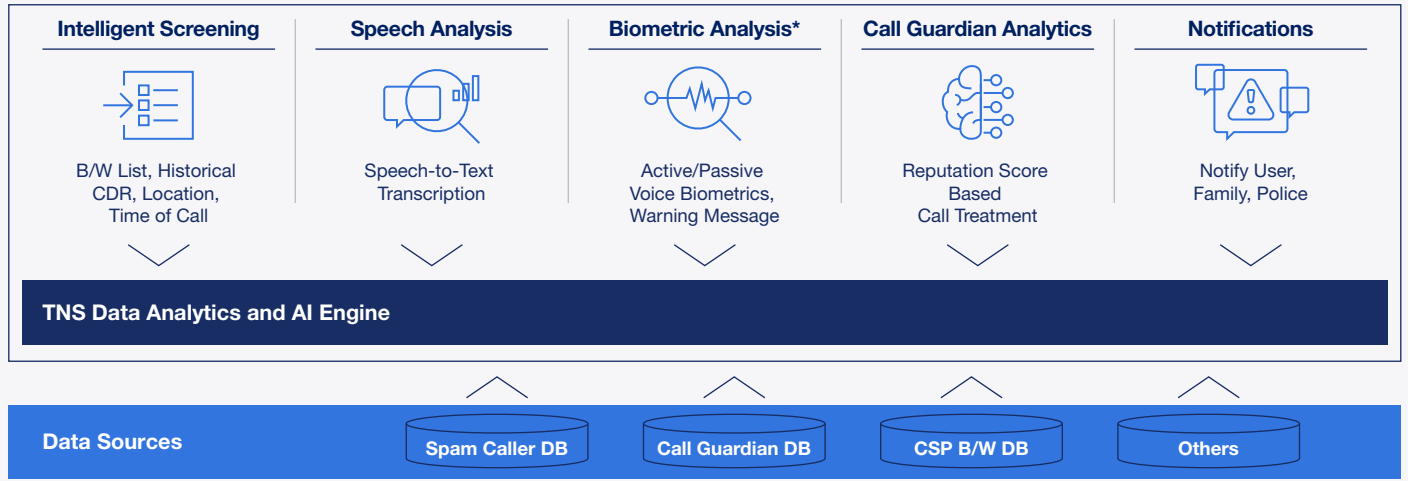 Intelligent Screening
Speech Analysis
Biometric Analysis*
Call Guardian Analytics
Notifications
B/W List, Historical
CDR, Location,
Time of Call
Speech-to-Text
Transcription
Active/Passive
Voice Biometrics,
Warning Message
Reputation Score
Based
Call Treatment
Notify User,
Family, Police
TNS Data Analytics and AI Engine
Data Sources
Spam Caller DB
Call Guardian DB
CSP B/W DB
Others